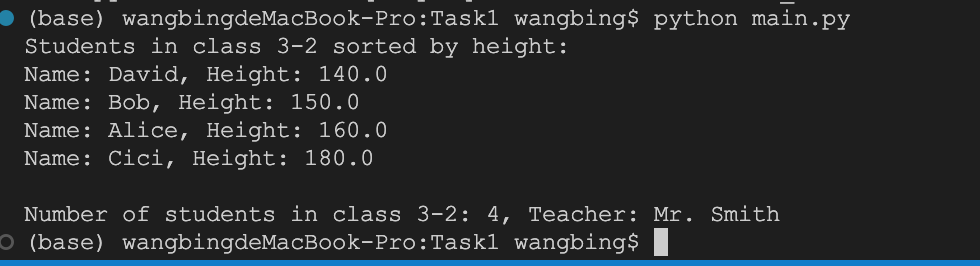 (base) wangbingdeMacBook-Pro:Task1 wangbing$ python main.py
Students in class 3-2 sorted by height:
Name: David, Height: 140.0
Name: Bob, Height: 150.0
Name: Alice, Height: 160.0
Name: Cici, Height: 180.0
Number of students in class 3-2: 4, Teacher: Mr. Smith
(base) wangbingdeMacBook-Pro:Task1 wangbing$